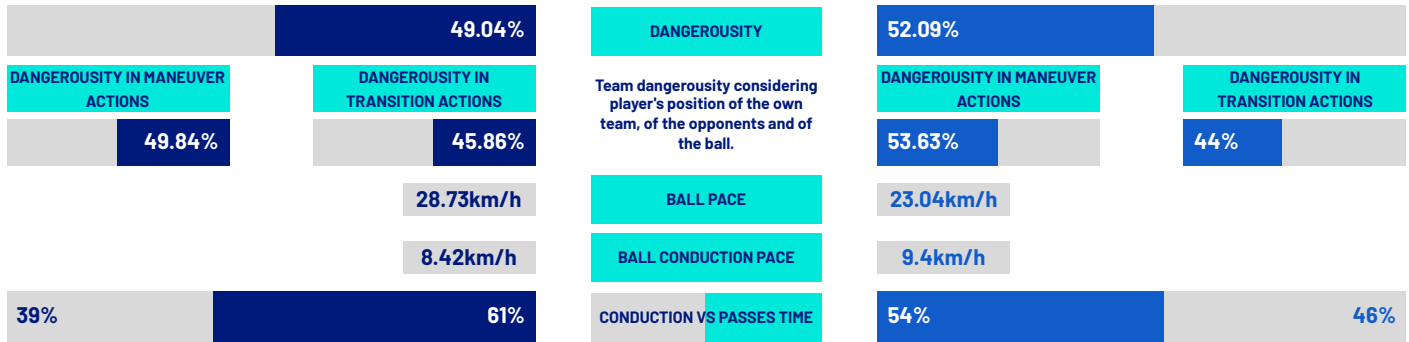 49.04%
DANGEROUSITY
52.09%
DANGEROUSITY IN MANEUVER
ACTIONS
DANGEROUSITY IN
TRANSITION ACTIONS
Team dangerousity considering
player's position of the own
team, of the opponents and of
the ball.
DANGEROUSITY IN MANEUVER
ACTIONS
DANGEROUSITY IN
TRANSITION ACTIONS
49.84%
45.86%
53.63%
44%
28.73km/h
BALL PACE
23.04km/h
8.42km/h
BALL CONDUCTION PACE
9.4km/h
39%
61%
CONDUCTION VS PASSES TIME
54%
46%